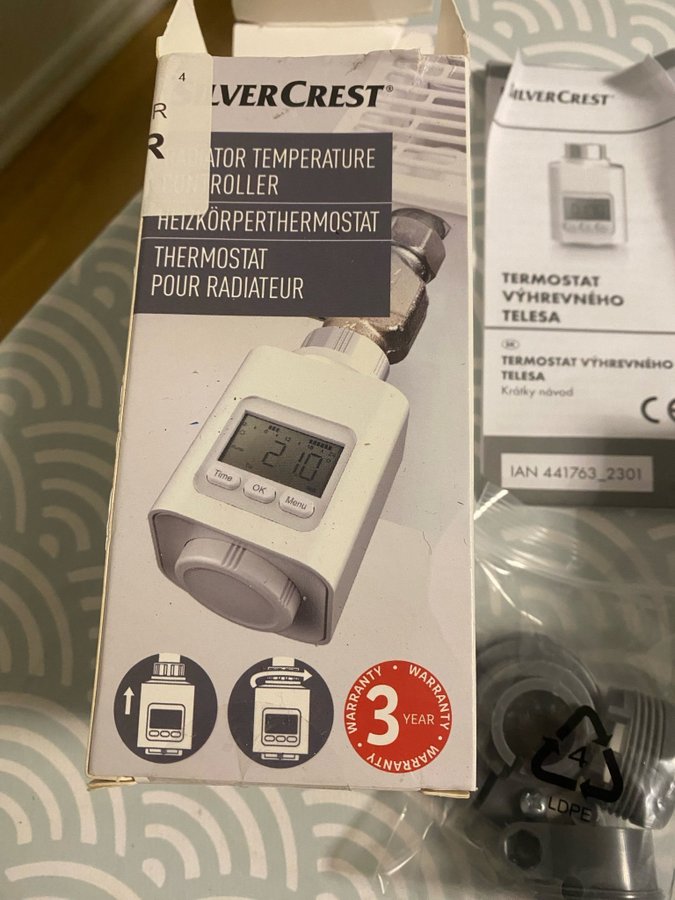 4
R
R
SILVERCREST®
RADIATOR TEMPERATURE
CONTROLLER
HEIZKÖRPERTHERMOSTAT
THERMOSTAT
POUR RADIATEUR
21.0
Time
OK
Menu
WARRANTY • WARRANTY • WARRANTY • WARRANTY •
3 YEAR
SILVERCREST®
TERMOSTAT
VÝHREVNÉHO
TELESA
SK
TERMOSTAT VÝHREVNÉHO
TELESA
Krátky návod
CE
IAN 441763_2301
4
LDPE